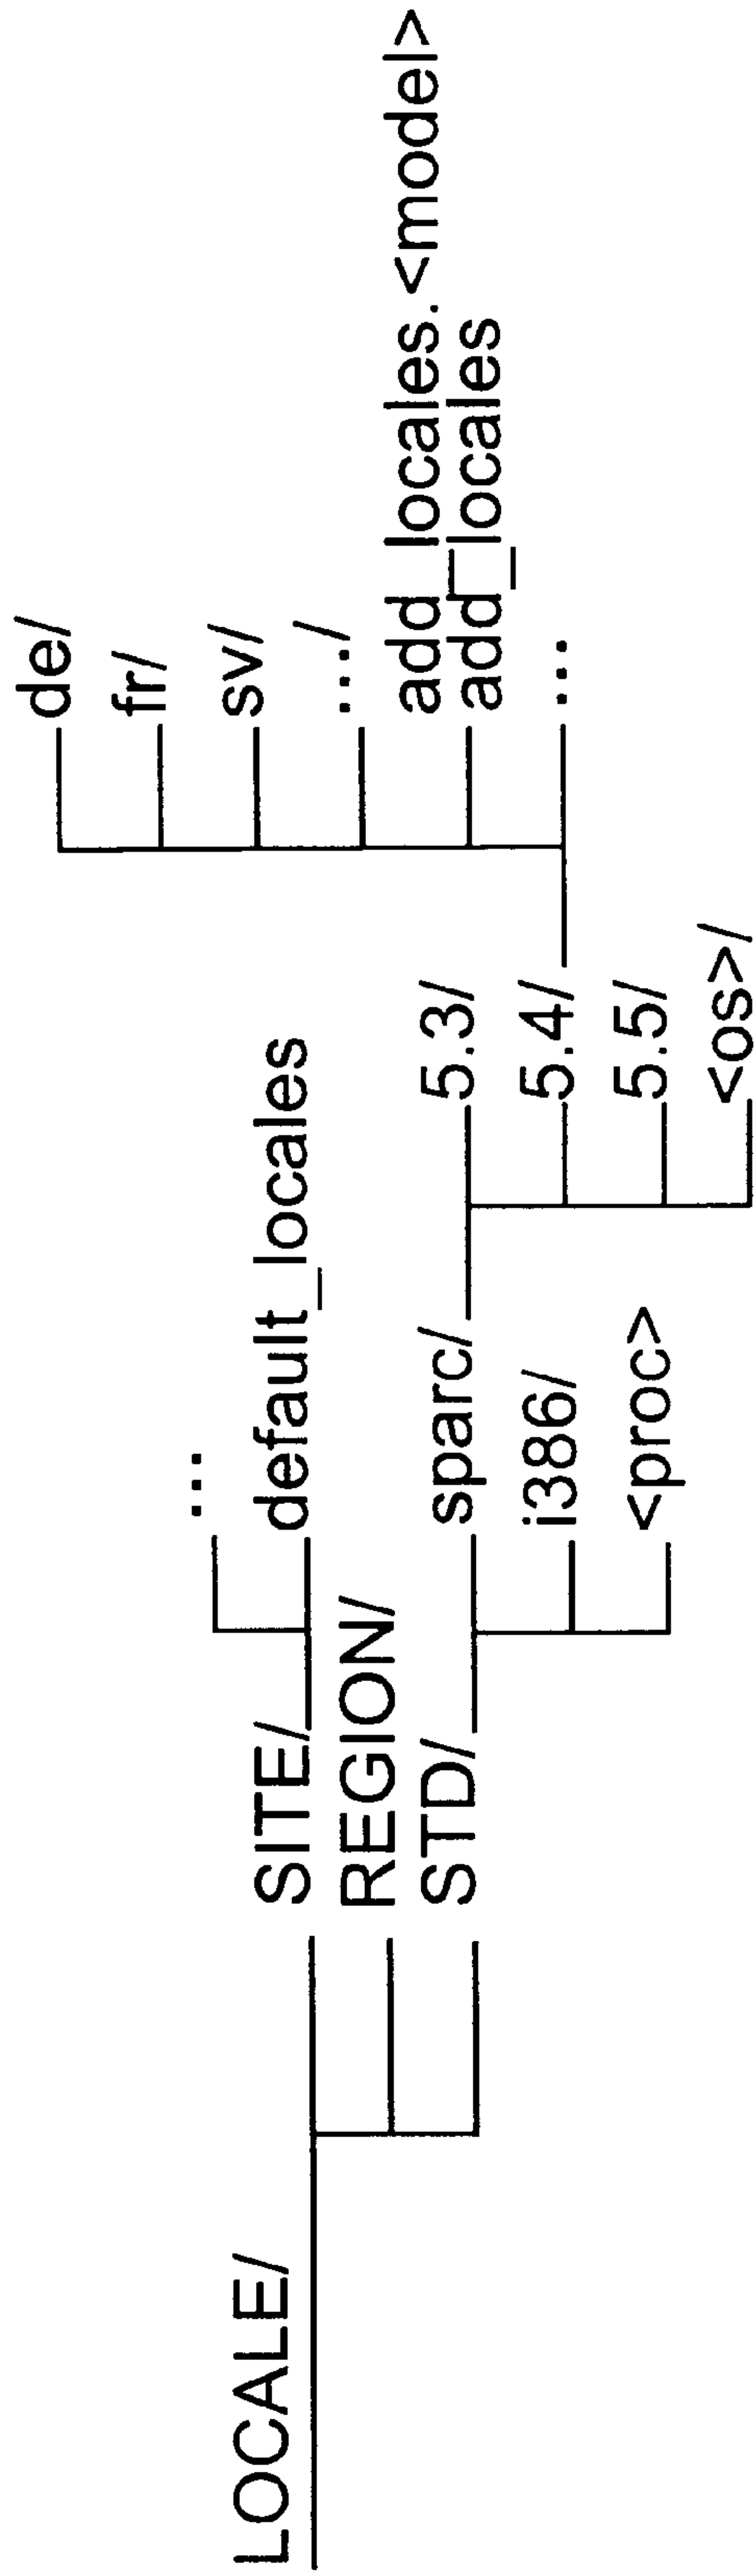 LOCALE/
SITE/
REGION/
STD/
...
default_locales
sparc/
i386/
<proc>
5.3/
5.4/
5.5/
<os>/
de/
fr/
sv/
.../
add_locales.<model>
add_locales
...